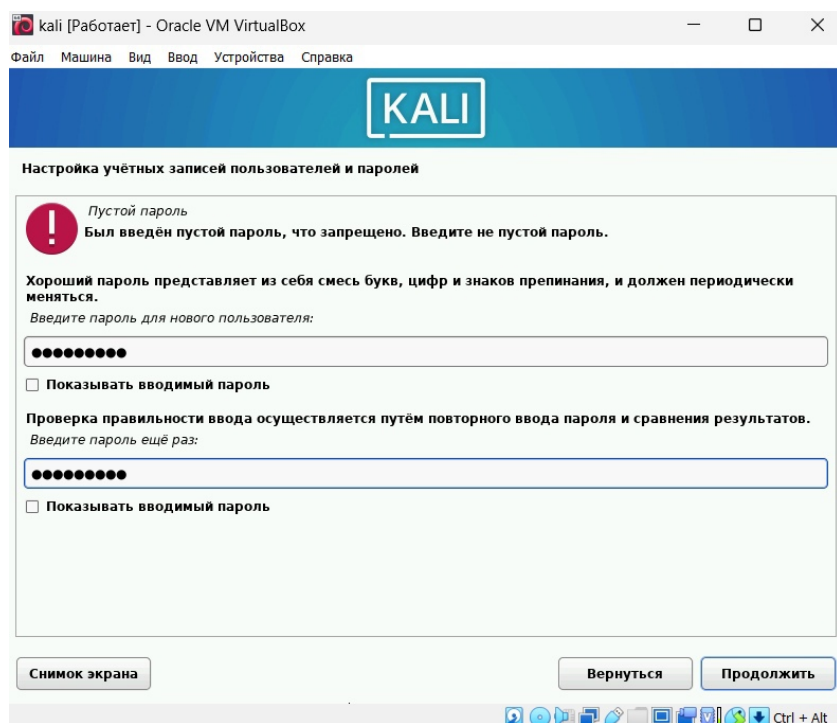 kali [Работает] - Oracle VM VirtualBox
Файл Машина Вид Ввод Устройства Справка
KALI
Настройка учётных записей пользователей и паролей
Пустой пароль
Был введён пустой пароль, что запрещено. Введите не пустой пароль.
Хороший пароль представляет из себя смесь букв, цифр и знаков препинания, и должен периодически
меняться.
Введите пароль для нового пользователя:
●●●●●●●●●
Показывать вводимый пароль
Проверка правильности ввода осуществляется путём повторного ввода пароля и сравнения результатов.
Введите пароль ещё раз:
●●●●●●●●●
Показывать вводимый пароль
Снимок экрана Вернуться Продолжить
Ctrl + Alt